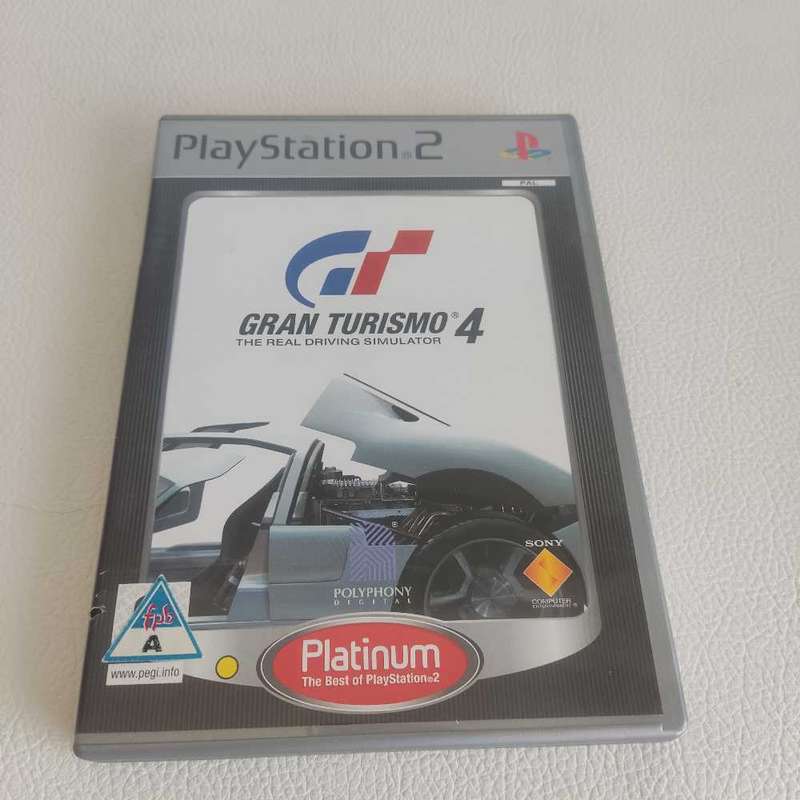 PlayStation®2
PAL
GRAN TURISMO® 4
THE REAL DRIVING SIMULATOR
SONY
POLYPHONY
DIGITAL
COMPUTER
ENTERTAINMENT®
fpb
A
www.pegi.info
Platinum
The Best of PlayStation®2